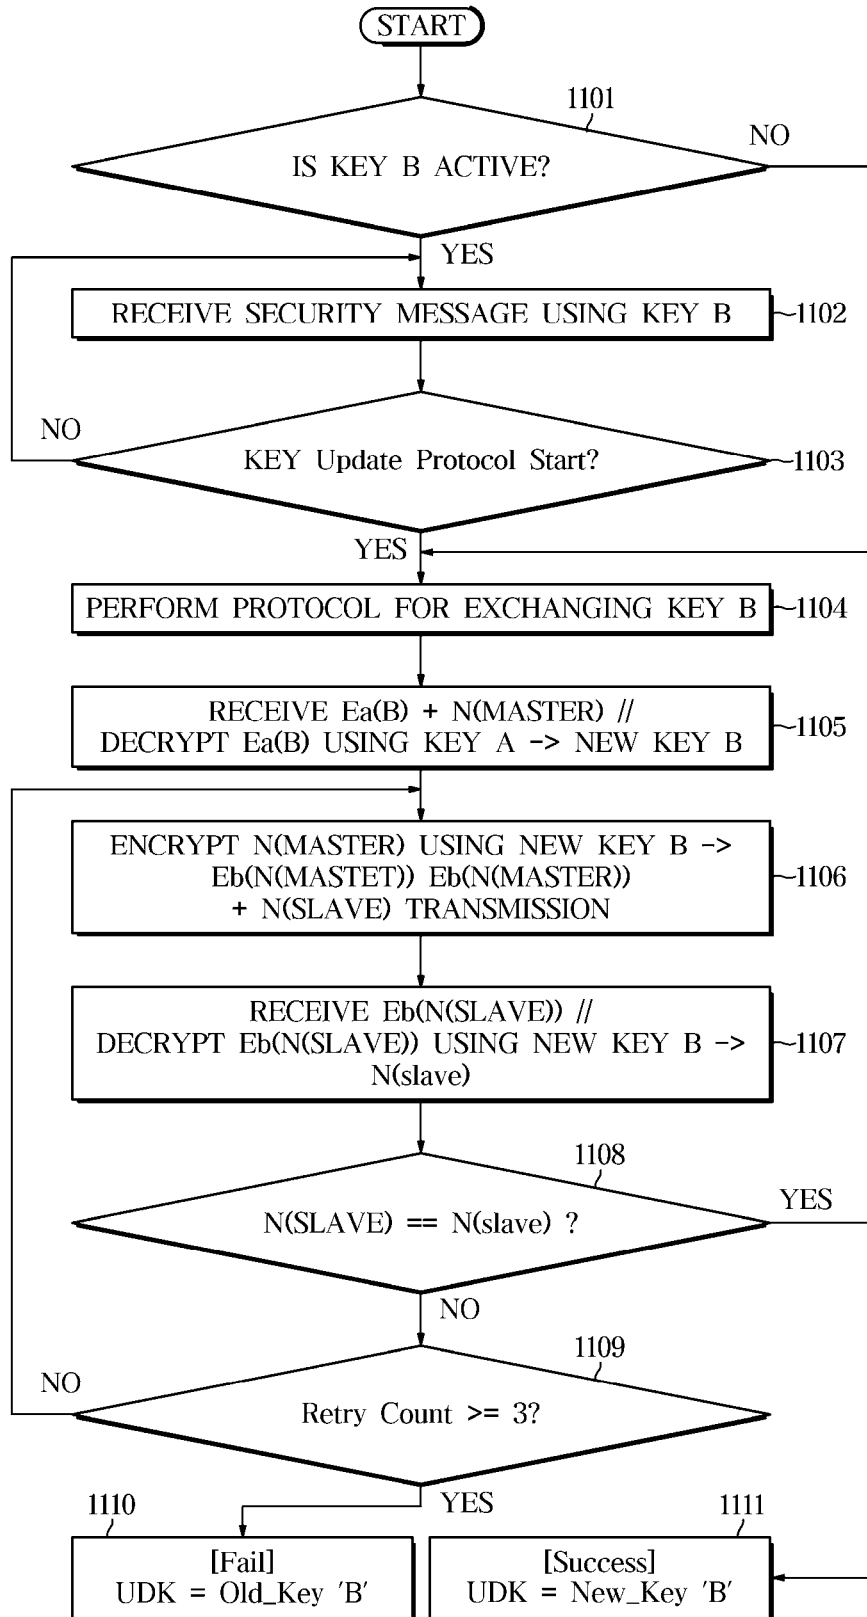 START
1101
NO
IS KEY B ACTIVE?
YES
RECEIVE SECURITY MESSAGE USING KEY B
1102
NO
KEY Update Protocol Start?
1103
YES
PERFORM PROTOCOL FOR EXCHANGING KEY B
1104
RECEIVE Ea(B) + N(MASTER) //
DECRYPT Ea(B) USING KEY A -> NEW KEY B
1105
ENCRYPT N(MASTER) USING NEW KEY B ->
Eb(N(MASTET)) Eb(N(MASTER))
+ N(SLAVE) TRANSMISSION
1106
RECEIVE Eb(N(SLAVE)) //
DECRYPT Eb(N(SLAVE)) USING NEW KEY B ->
N(slave)
1107
1108
YES
N(SLAVE) == N(slave) ?
NO
1109
NO
Retry Count >= 3?
YES
1110
[Fail]
UDK = Old_Key 'B'
1111
[Success]
UDK = New_Key 'B'